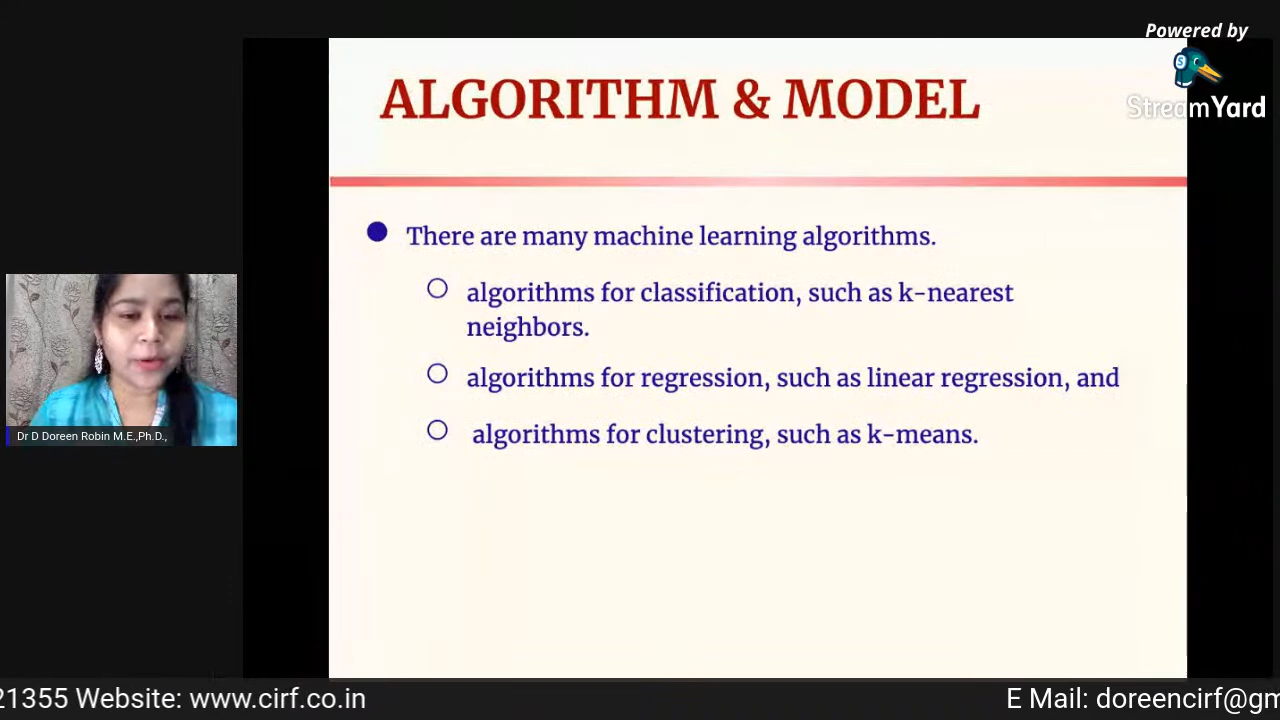 Powered by
StreamYard
ALGORITHM & MODEL
There are many machine learning algorithms.
algorithms for classification, such as k-nearest
neighbors.
algorithms for regression, such as linear regression, and
algorithms for clustering, such as k-means.
Dr D Doreen Robin M.E.,Ph.D.,
21355 Website: www.cirf.co.in
E Mail: doreencirf@gm